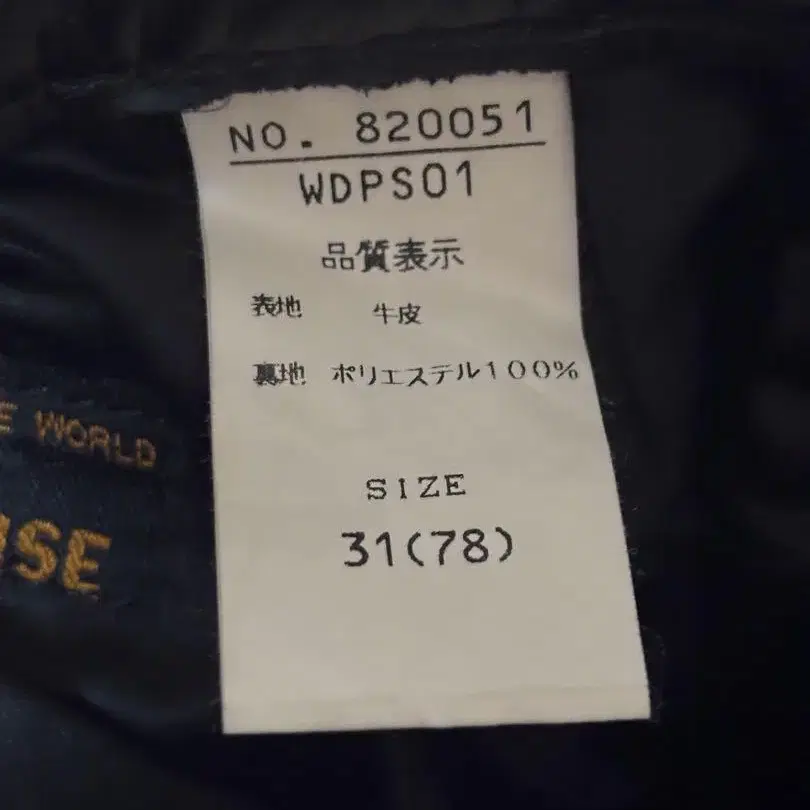 NO. 820051
WDPS01
品質表示
表地 牛皮
裏地 ポリエステル100%
SIZE
31(78)
WORLD